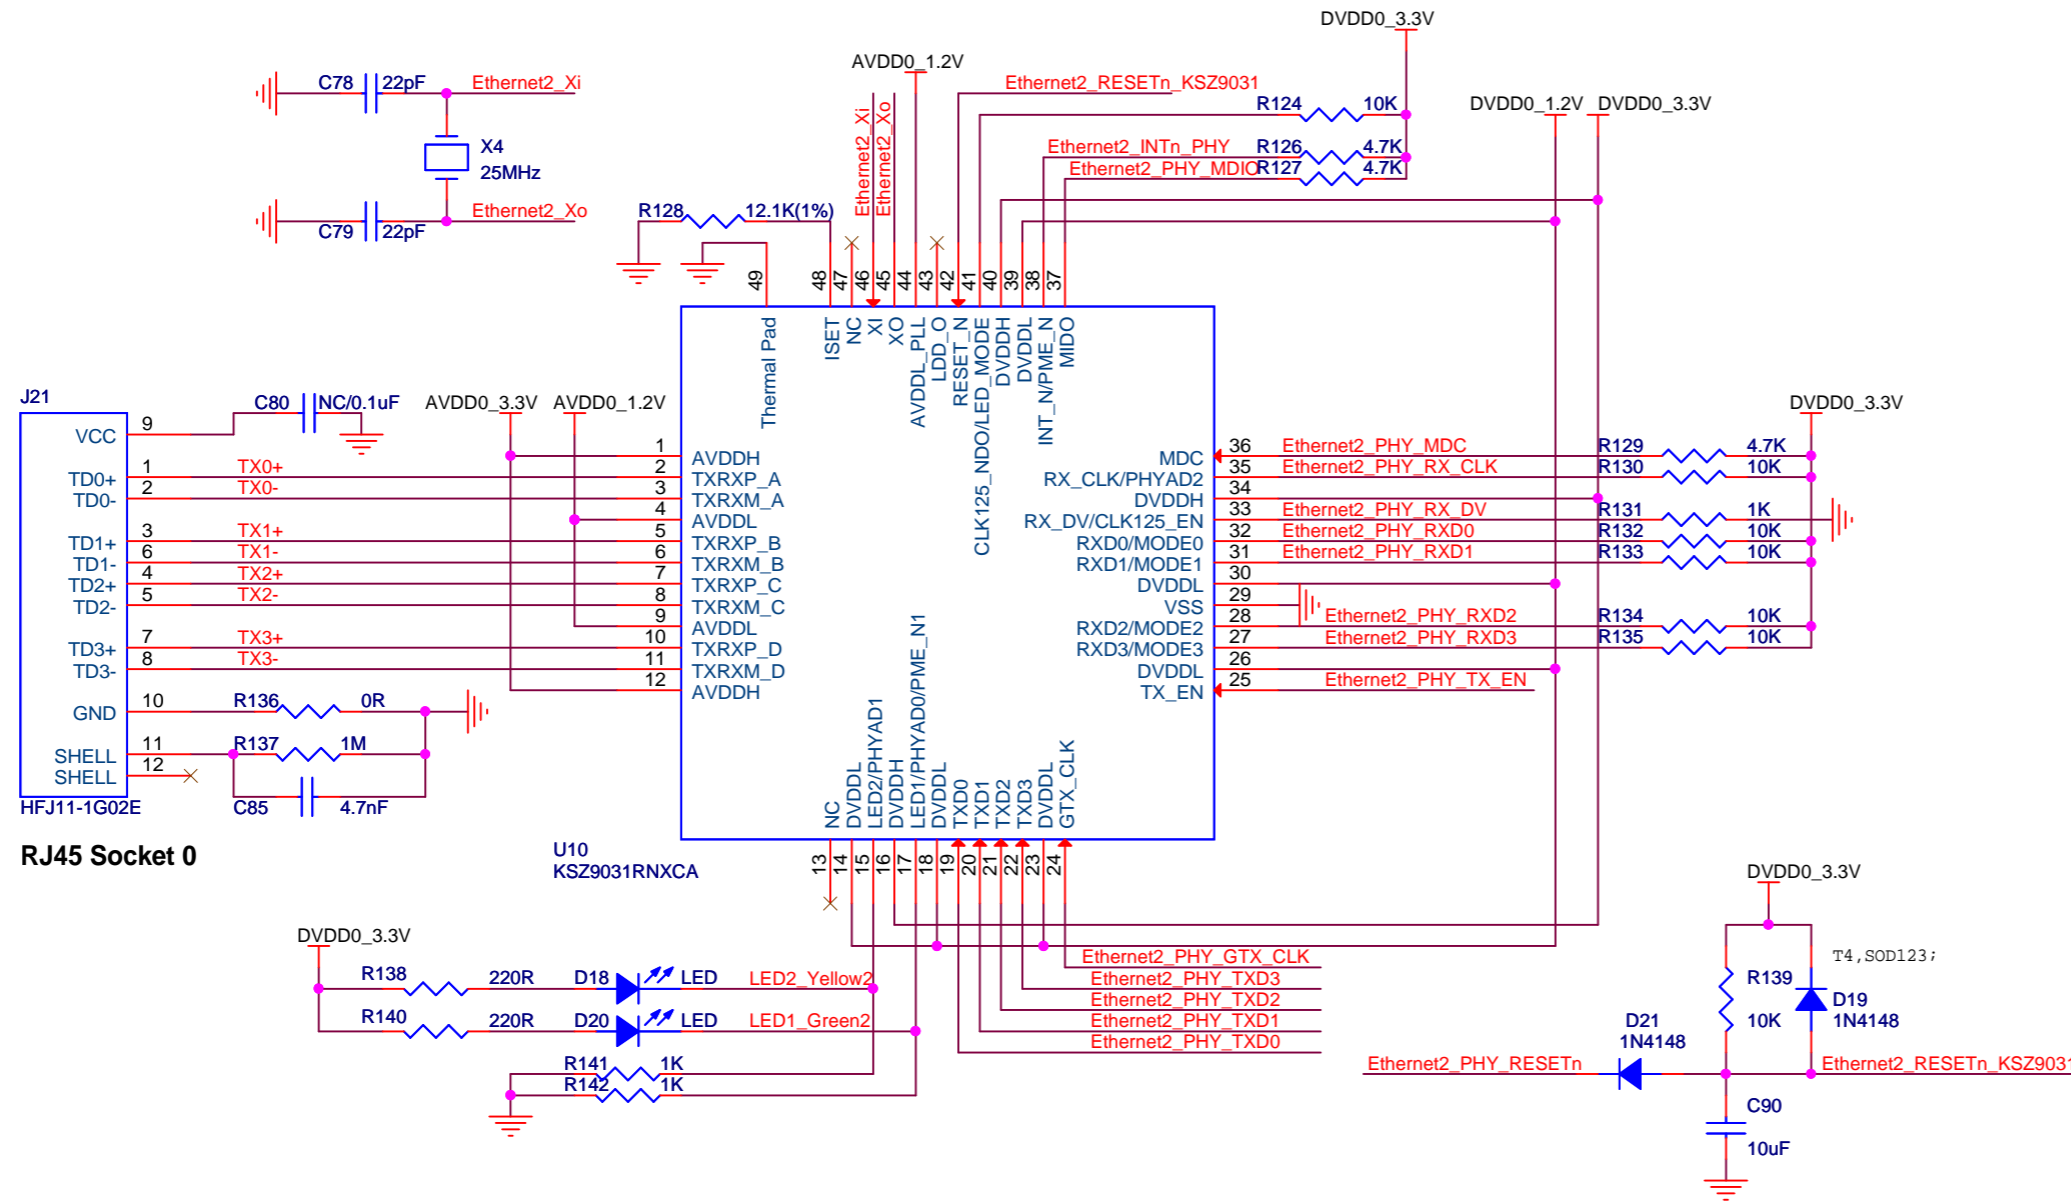 DVDD0_3.3V
C78 22pF Ethernet2_Xi
X4
25MHz
C79 22pF Ethernet2_Xo
AVDD0_1.2V
Ethernet2_Xi
Ethernet2_Xo
Ethernet2_RESETn_KSZ9031
R124 10K
Ethernet2_INTn_PHY R126 4.7K
Ethernet2_PHY_MDIO R127 4.7K
DVDD0_1.2V DVDD0_3.3V
R128 12.1K(1%)
49 48 47 46 45 44 43 42 41 40 39 38 37
Thermal Pad
ISET
NC
XI
XO
AVDDL_PLL
LDD_O
RESET_N
CLK125_NDO/LED_MODE
DVDDH
DVDDL
INT_N/PME_N
MIDO
J21
VCC 9
TD0+ 1 TX0+
TD0- 2 TX0-
TD1+ 3 TX1+
TD1- 6 TX1-
TD2+ 4 TX2+
TD2- 5 TX2-
TD3+ 7 TX3+
TD3- 8 TX3-
GND 10
SHELL 11
SHELL 12
HFJ11-1G02E
RJ45 Socket 0
C80 NC/0.1uF
R136 0R
R137 1M
C85 4.7nF
AVDD0_3.3V AVDD0_1.2V
1 AVDDH
2 TXRXP_A
3 TXRXM_A
4 AVDDL
5 TXRXP_B
6 TXRXM_B
7 TXRXP_C
8 TXRXM_C
9 AVDDL
10 TXRXP_D
11 TXRXM_D
12 AVDDH
DVDD0_3.3V
MDC 36 Ethernet2_PHY_MDC R129 4.7K
RX_CLK/PHYAD2 35 Ethernet2_PHY_RX_CLK R130 10K
DVDDH 34
RX_DV/CLK125_EN 33 Ethernet2_PHY_RX_DV R131 1K
RXD0/MODE0 32 Ethernet2_PHY_RXD0 R132 10K
RXD1/MODE1 31 Ethernet2_PHY_RXD1 R133 10K
DVDDL 30
VSS 29
RXD2/MODE2 28 Ethernet2_PHY_RXD2 R134 10K
RXD3/MODE3 27 Ethernet2_PHY_RXD3 R135 10K
DVDDL 26
TX_EN 25 Ethernet2_PHY_TX_EN
NC
DVDDL
LED2/PHYAD1
DVDDH
LED1/PHYAD0/PME_N1
DVDDL
TXD0
TXD1
TXD2
TXD3
DVDDL
GTX_CLK
13 14 15 16 17 18 19 20 21 22 23 24
U10
KSZ9031RNXCA
DVDD0_3.3V
R138 220R D18 LED LED2_Yellow2
R140 220R D20 LED LED1_Green2
R141 1K
R142 1K
Ethernet2_PHY_GTX_CLK
Ethernet2_PHY_TXD3
Ethernet2_PHY_TXD2
Ethernet2_PHY_TXD1
Ethernet2_PHY_TXD0
DVDD0_3.3V
T4,SOD123;
R139
10K
D19
1N4148
D21
1N4148
Ethernet2_PHY_RESETn
Ethernet2_RESETn_KSZ9031
C90
10uF